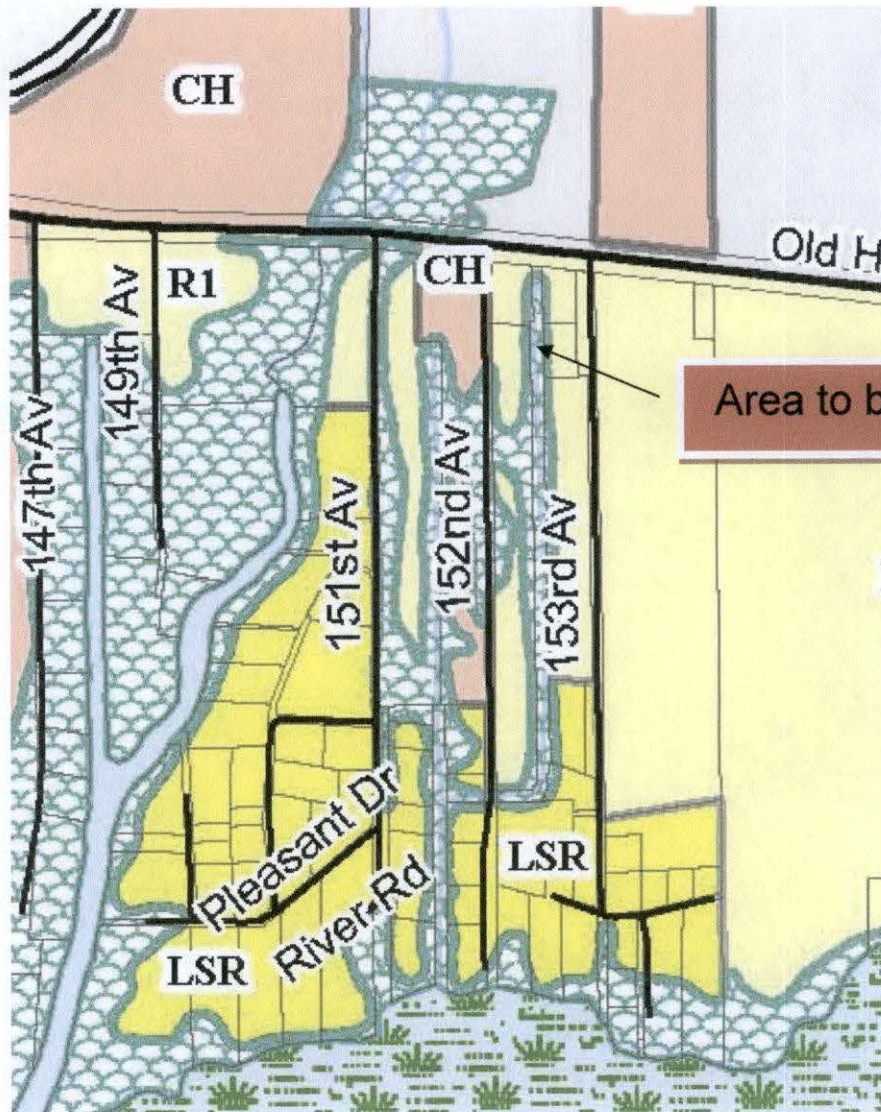 CH
Old H
R1
CH
149th Av
Area to b
147th Av
151st Av
152nd Av
153rd Av
Pleasant Dr
LSR
River Rd
LSR